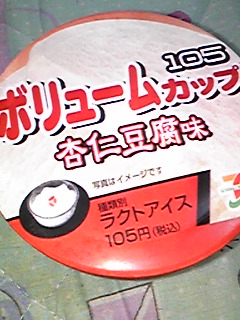 105
ボリュームカップ
杏仁豆腐味
写真はイメージです
種類別
ラクトアイス
105円(税込)
7